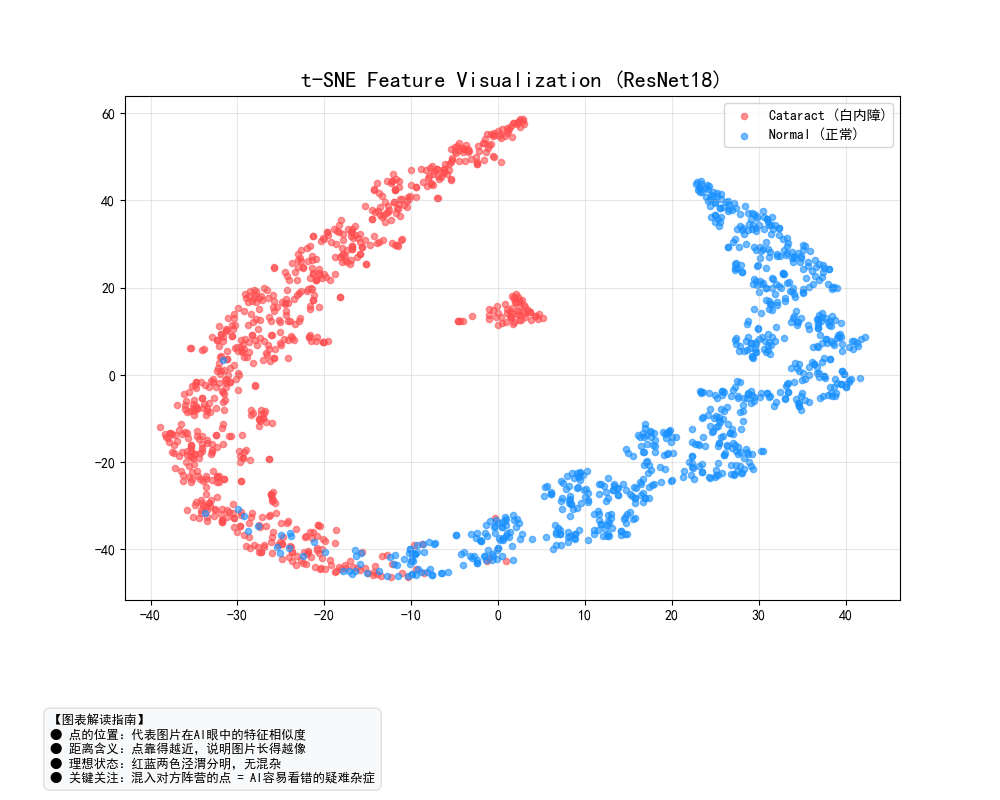 t-SNE Feature Visualization (ResNet18)
Cataract (白内障)
Normal (正常)
60
40
20
0
−20
−40
−40 −30 −20 −10 0 10 20 30 40
【图表解读指南】
● 点的位置: 代表图片在AI眼中的特征相似度
● 距离含义: 点靠得越近, 说明图片长得越像
● 理想状态: 红蓝两色泾渭分明, 无混杂
● 关键关注: 混入对方阵营的点 = AI容易看错的疑难杂症